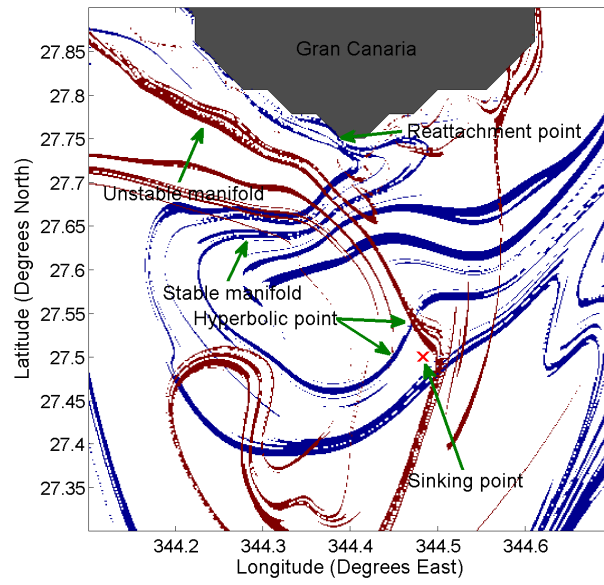 Gran Canaria
Reattachment point
Unstable manifold
Stable manifold
Hyperbolic point
Sinking point
Latitude (Degrees North)
27.85
27.8
27.75
27.7
27.65
27.6
27.55
27.5
27.45
27.4
27.35
344.2 344.3 344.4 344.5 344.6
Longitude (Degrees East)